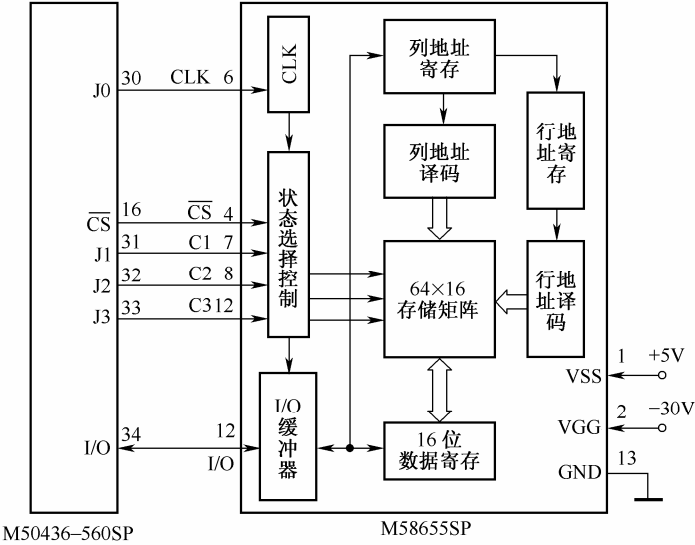 列地址
寄存
CLK
J0 30 CLK 6
列地址
译码
行地
址寄
存
状态选择控制
C̅S̅ 16 C̅S̅ 4
J1 31 C1 7
J2 32 C2 8
J3 33 C3 12
64×16
存储矩阵
行地
址译
码
VSS 1 +5V
VGG 2 −30V
GND 13
I/O
缓冲器
16位
数据寄存
I/O 34 12
I/O
M50436−560SP
M58655SP